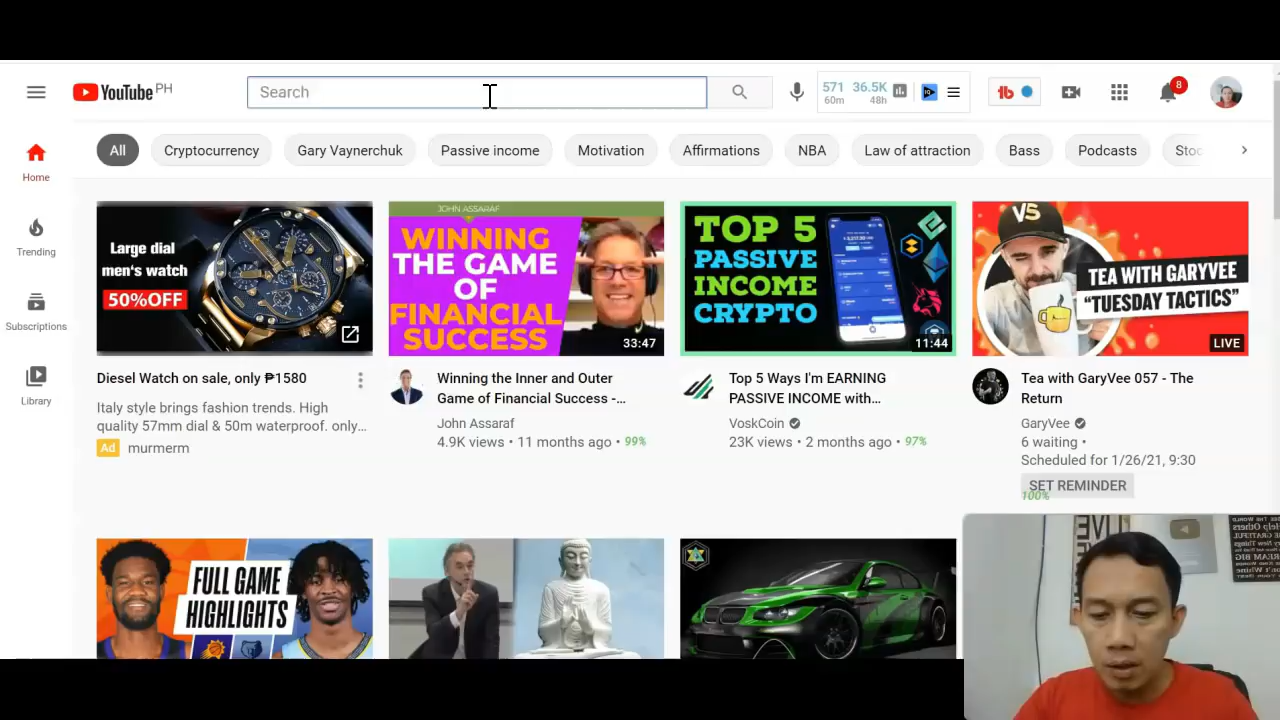 YouTube PH
Search
571 36.5K
60m 48h
8
All
Cryptocurrency
Gary Vaynerchuk
Passive income
Motivation
Affirmations
NBA
Law of attraction
Bass
Podcasts
Stoc
Home
Trending
Subscriptions
Library
Large dial
men's watch
50%OFF
JOHN ASSARAF
WINNING
THE GAME
OF
FINANCIAL
SUCCESS
33:47
TOP 5
PASSIVE
INCOME
CRYPTO
11:44
VS
TEA WITH GARYVEE
"TUESDAY TACTICS"
LIVE
Diesel Watch on sale, only ₱1580
Italy style brings fashion trends. High
quality 57mm dial & 50m waterproof. only...
Ad murmerm
Winning the Inner and Outer
Game of Financial Success -...
John Assaraf
4.9K views • 11 months ago • 99%
Top 5 Ways I'm EARNING
PASSIVE INCOME with...
VoskCoin
23K views • 2 months ago • 97%
Tea with GaryVee 057 - The
Return
GaryVee
6 waiting •
Scheduled for 1/26/21, 9:30
SET REMINDER
100%
FULL GAME
HIGHLIGHTS